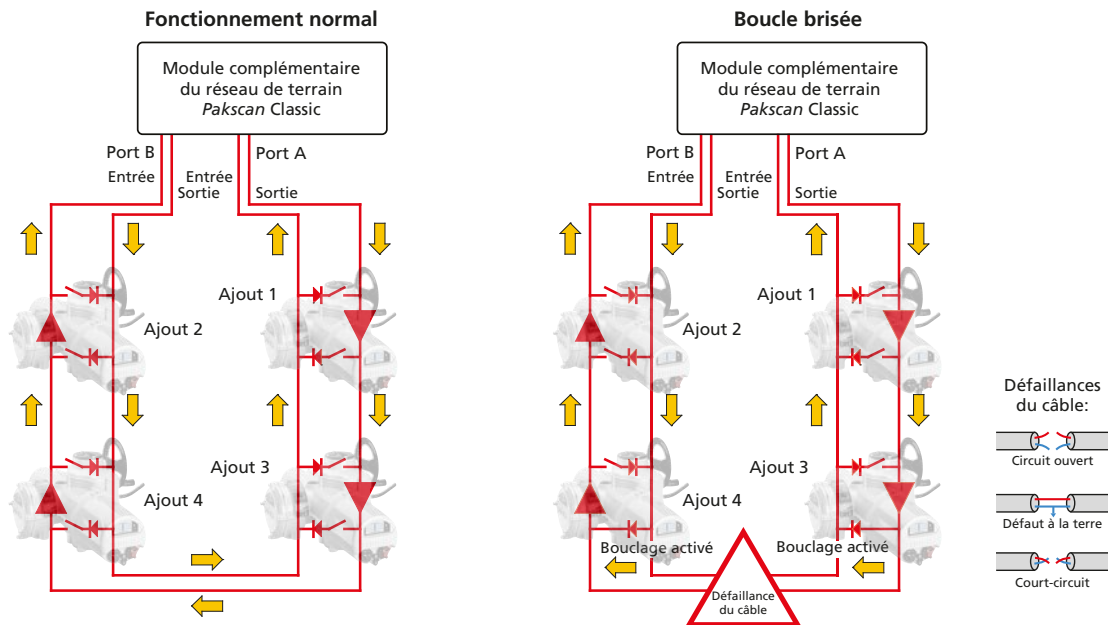 Fonctionnement normal
Module complémentaire
du réseau de terrain
Pakscan Classic
Port B
Port A
Entrée
Entrée
Sortie
Sortie
Ajout 1
Ajout 2
Ajout 3
Ajout 4
Boucle brisée
Module complémentaire
du réseau de terrain
Pakscan Classic
Port B
Port A
Entrée
Entrée
Sortie
Sortie
Ajout 1
Ajout 2
Ajout 3
Ajout 4
Bouclage activé
Bouclage activé
Défaillance
du câble
Défaillances
du câble:
Circuit ouvert
Défaut à la terre
Court-circuit